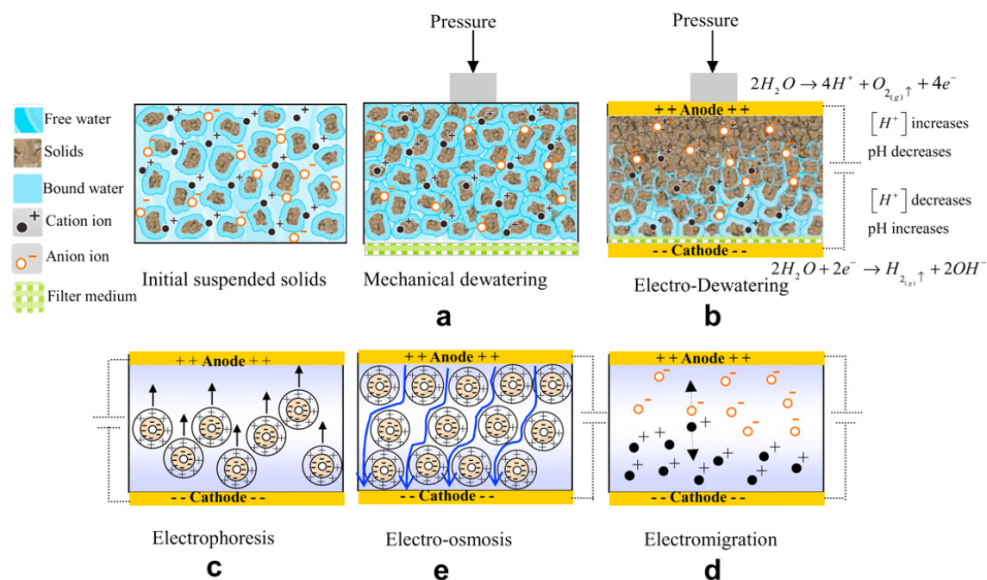 Pressure
Pressure
2H₂O → 4H⁺ + O₂₍g₎↑ + 4e⁻
+ + Anode + +
Free water
Solids
Bound water
+
Cation ion
-
Anion ion
Filter medium
[H⁺] increases
pH decreases
[H⁺] decreases
pH increases
- - Cathode - -
2H₂O + 2e⁻ → H₂₍g₎↑ + 2OH⁻
Initial suspended solids
Mechanical dewatering
Electro-Dewatering
a
b
+ + Anode + +
+ + Anode + +
+ + Anode + +
- - Cathode - -
- - Cathode - -
- - Cathode - -
Electrophoresis
Electro-osmosis
Electromigration
c
e
d